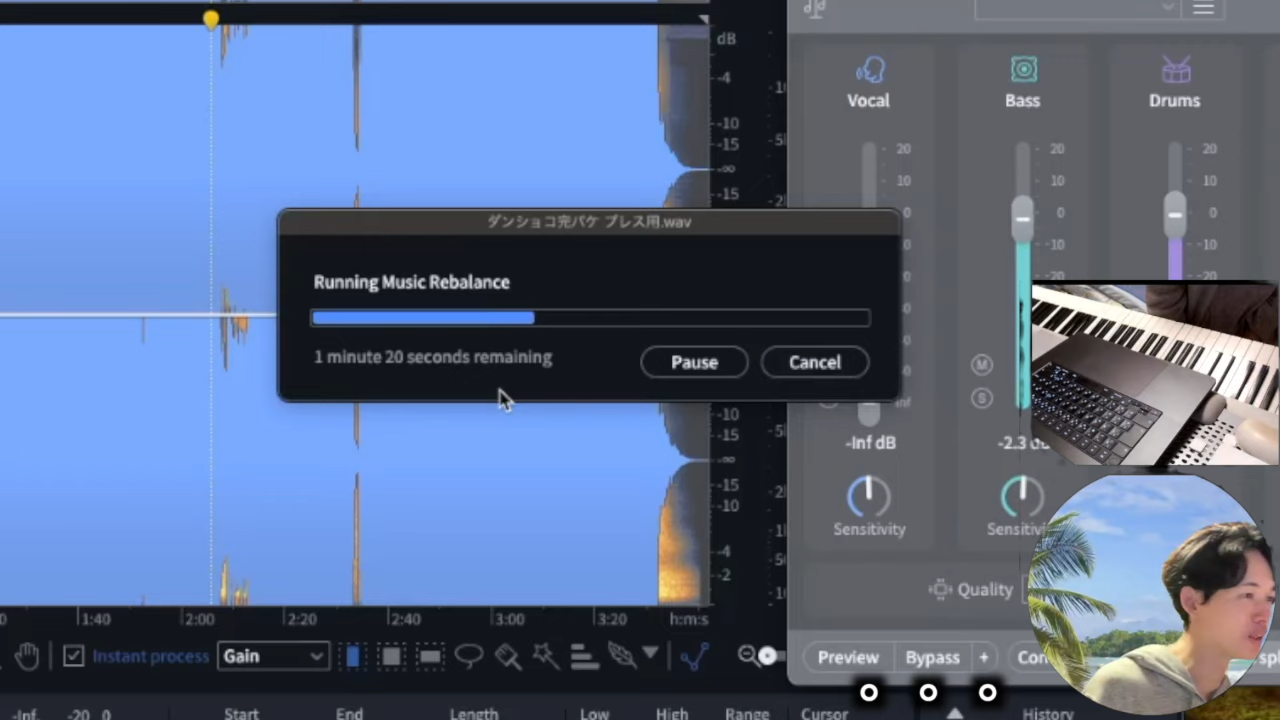 dB
-4
-10
-15
-∞
-15
-10
-15
-∞
-15
-10
-4
-2
Vocal
Bass
Drums
20
10
0
20
10
0
-10
-20
20
10
0
-10
-20
ダンショコ完パケ プレス用.wav
Running Music Rebalance
1 minute 20 seconds remaining
Pause
Cancel
M
S
-Inf dB
-2.3
Sensitivity
Quality
1:40
2:00
2:20
2:40
3:00
3:20
h:m:s
Instant process
Gain
Preview
Bypass
+
-Inf.
-20
0
Start
End
Length
Low
High
Range
Cursor
History